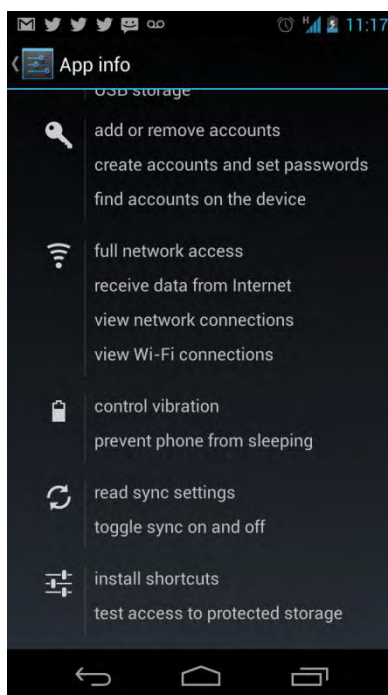 H 11:17
App info
USB storage
add or remove accounts
create accounts and set passwords
find accounts on the device
full network access
receive data from Internet
view network connections
view Wi-Fi connections
control vibration
prevent phone from sleeping
read sync settings
toggle sync on and off
install shortcuts
test access to protected storage